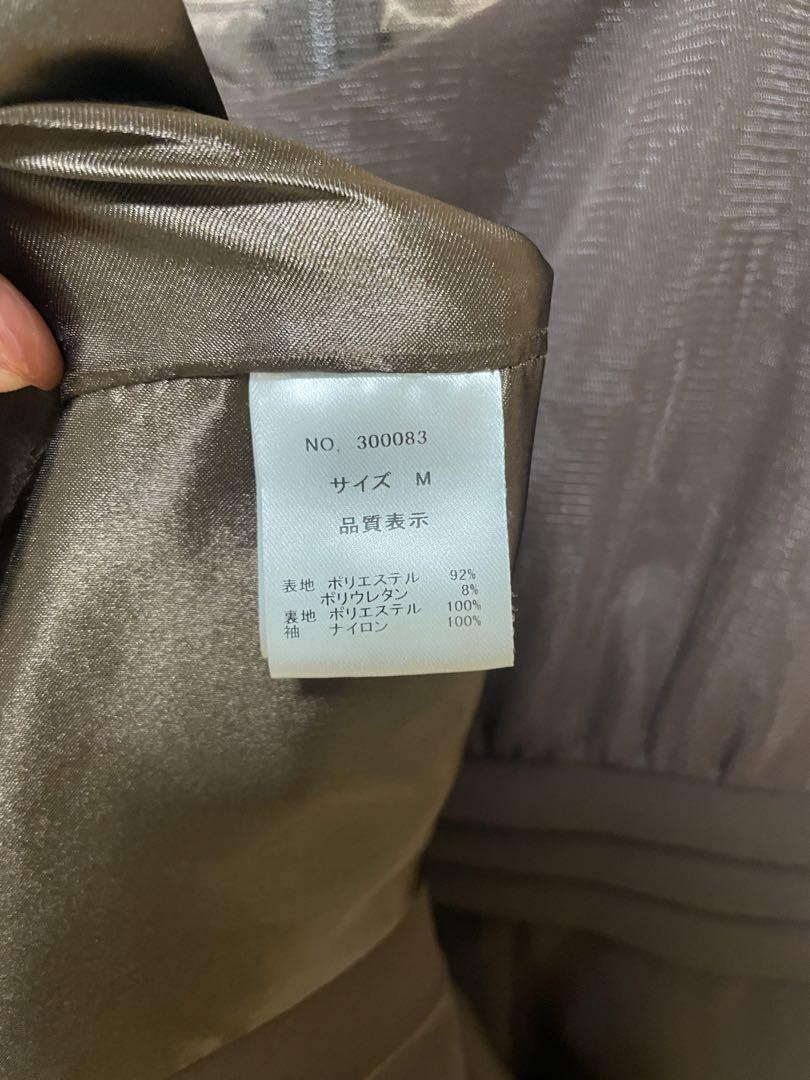 NO. 300083
サイズ M
品質表示
表地 ポリエステル 92%
ポリウレタン 8%
裏地 ポリエステル 100%
袖 ナイロン 100%